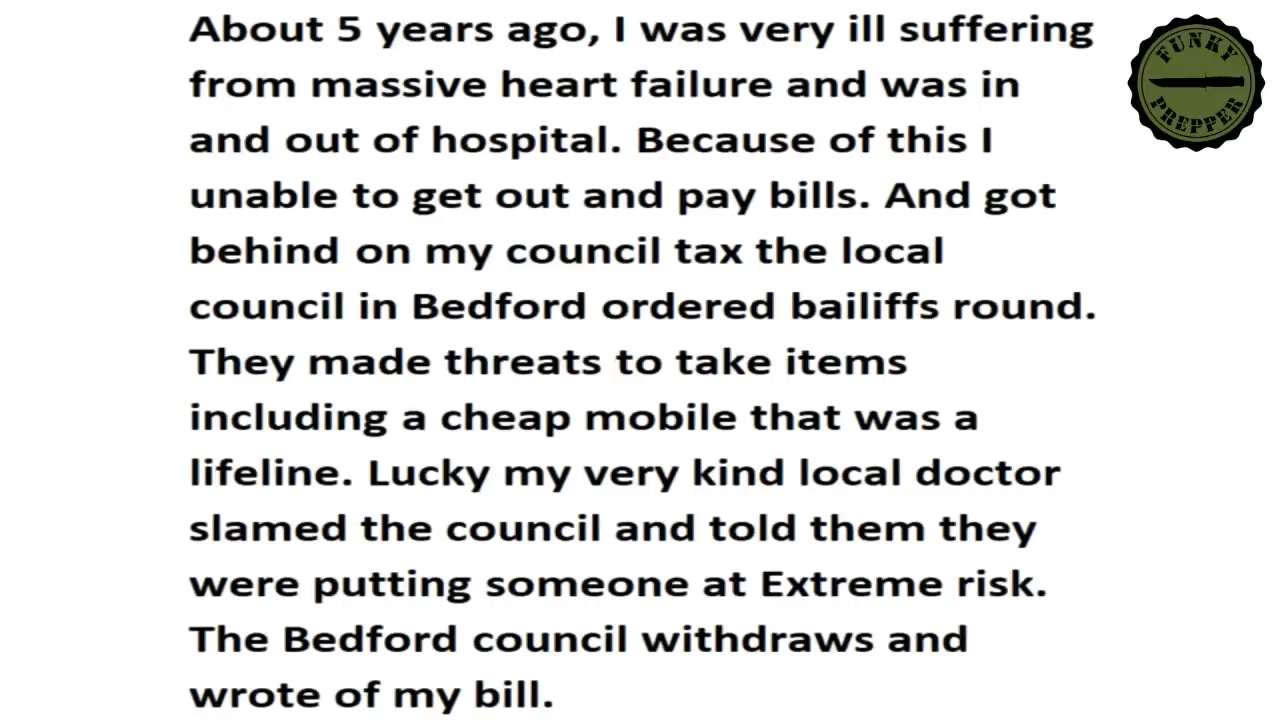 About 5 years ago, I was very ill suffering
from massive heart failure and was in
and out of hospital. Because of this I
unable to get out and pay bills. And got
behind on my council tax the local
council in Bedford ordered bailiffs round.
They made threats to take items
including a cheap mobile that was a
lifeline. Lucky my very kind local doctor
slamed the council and told them they
were putting someone at Extreme risk.
The Bedford council withdraws and
wrote of my bill.
FUNKY
PREPPER